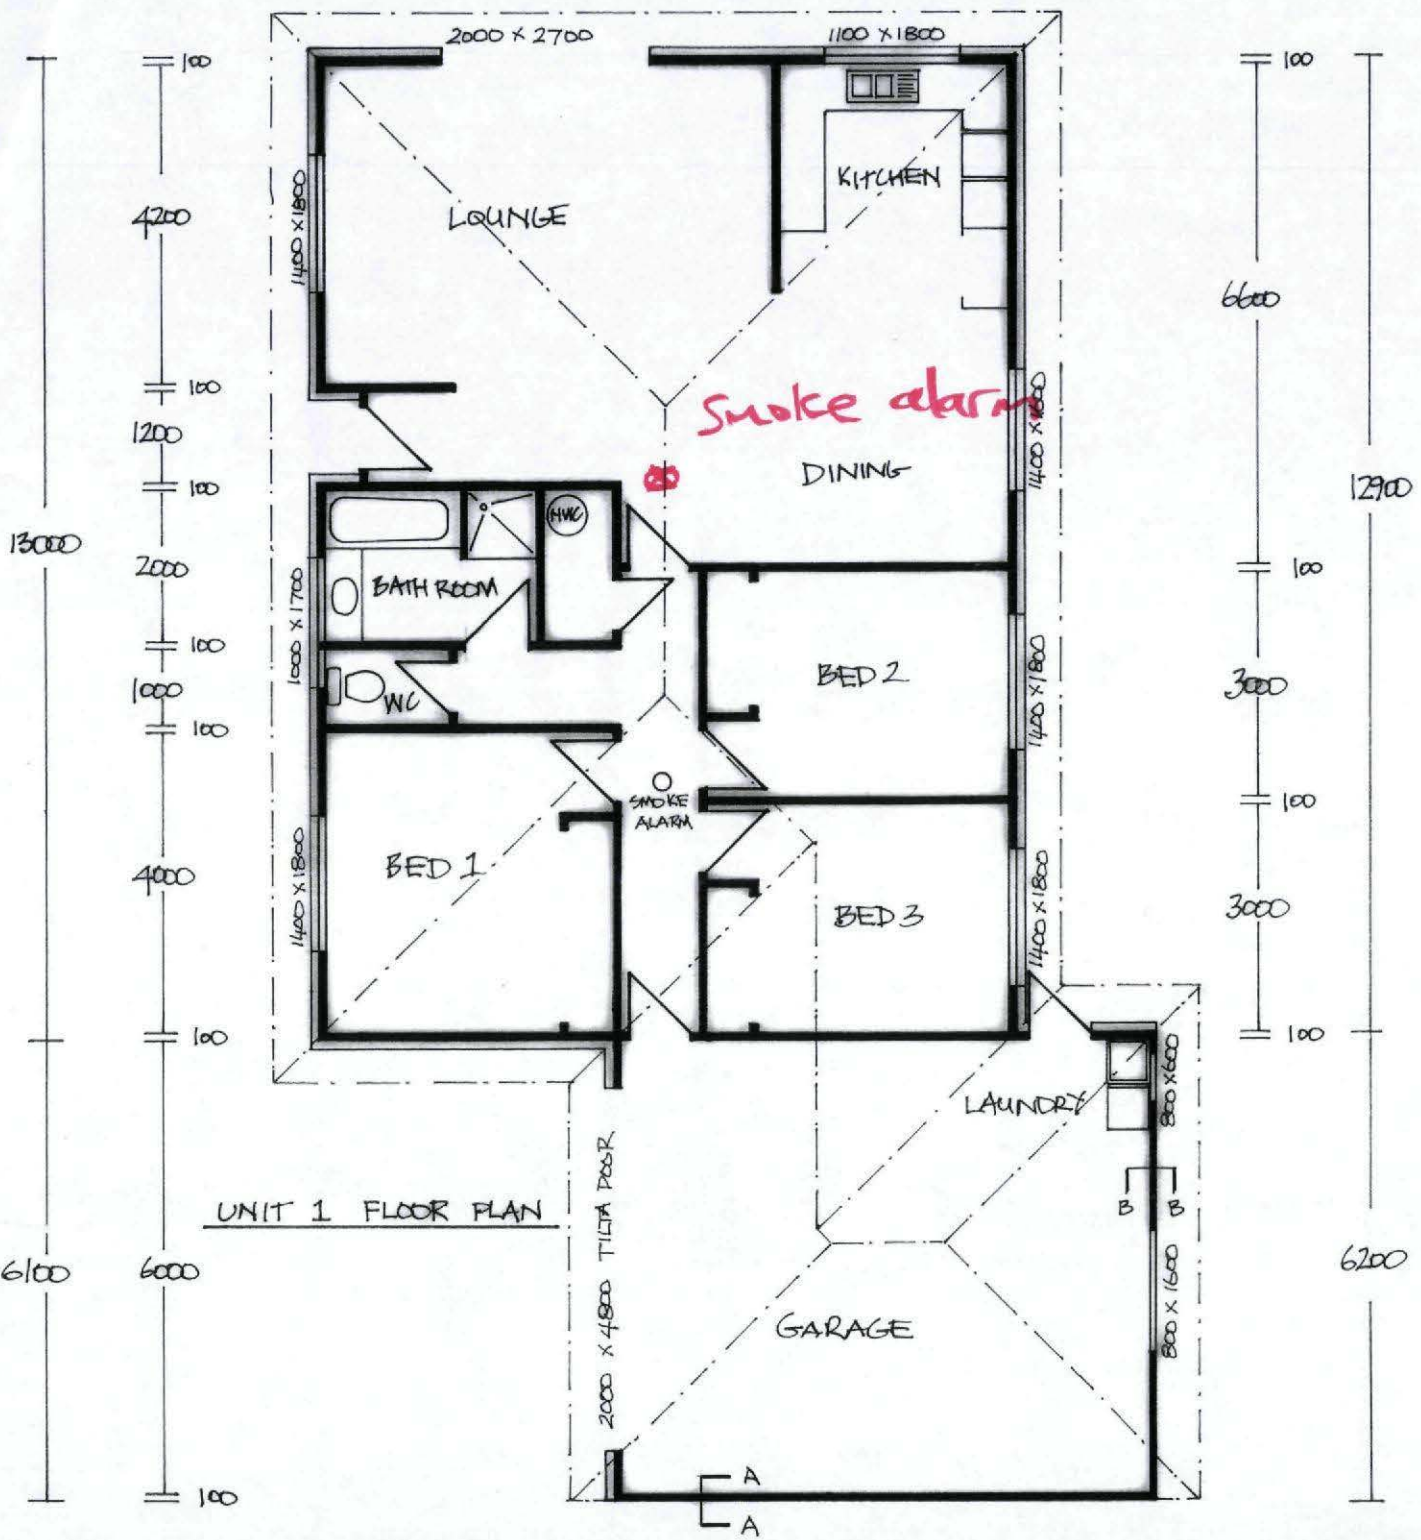 2000 x 2700
1100 x 1800
100
100
4200
1400 x 1800
LOUNGE
KITCHEN
6600
100
1200
100
Smoke alarm
1400 x 1800
DINING
12900
13000
HWC
2000
1000 x 1700
BATH ROOM
100
100
1000
WC
100
BED 2
1400 x 1800
3000
SMOKE
ALARM
100
4000
1400 x 1800
BED 1
BED 3
1400 x 1800
3000
100
100
LAUNDRY
800 x 600
UNIT 1 FLOOR PLAN
2000 x 4800 TILTA DOOR
B B
6100
6000
800 x 1600
6200
GARAGE
100
A
A